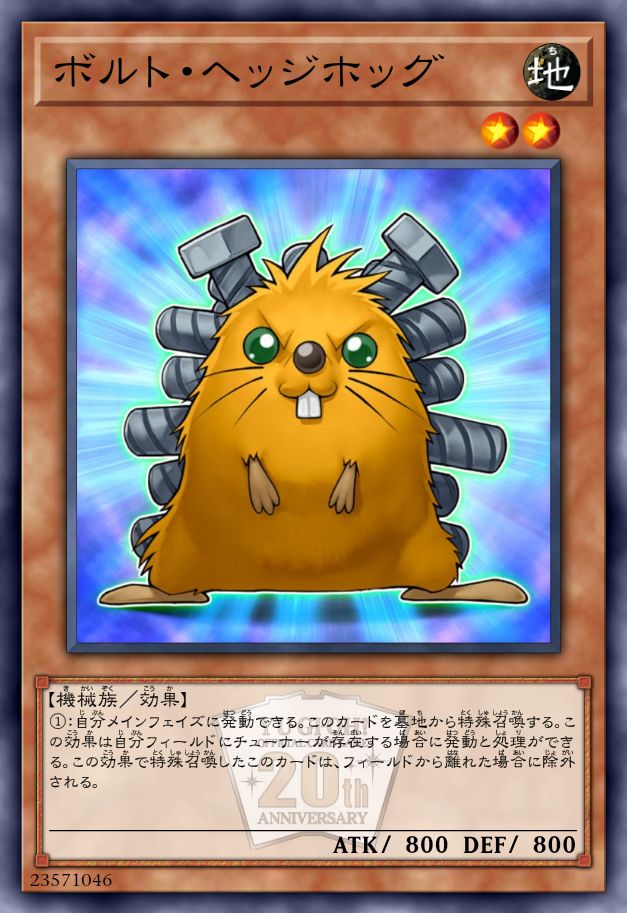 ボルト・ヘッジホッグ
地
ち
【機械族／効果】
①：自分メインフェイズに発動できる。このカードを墓地から特殊召喚する。こ
の効果は自分フィールドにチューナーが存在する場合に発動と処理ができ
る。この効果で特殊召喚したこのカードは、フィールドから離れた場合に除外
される。
20th
ANNIVERSARY
ATK/ 800 DEF/ 800
23571046